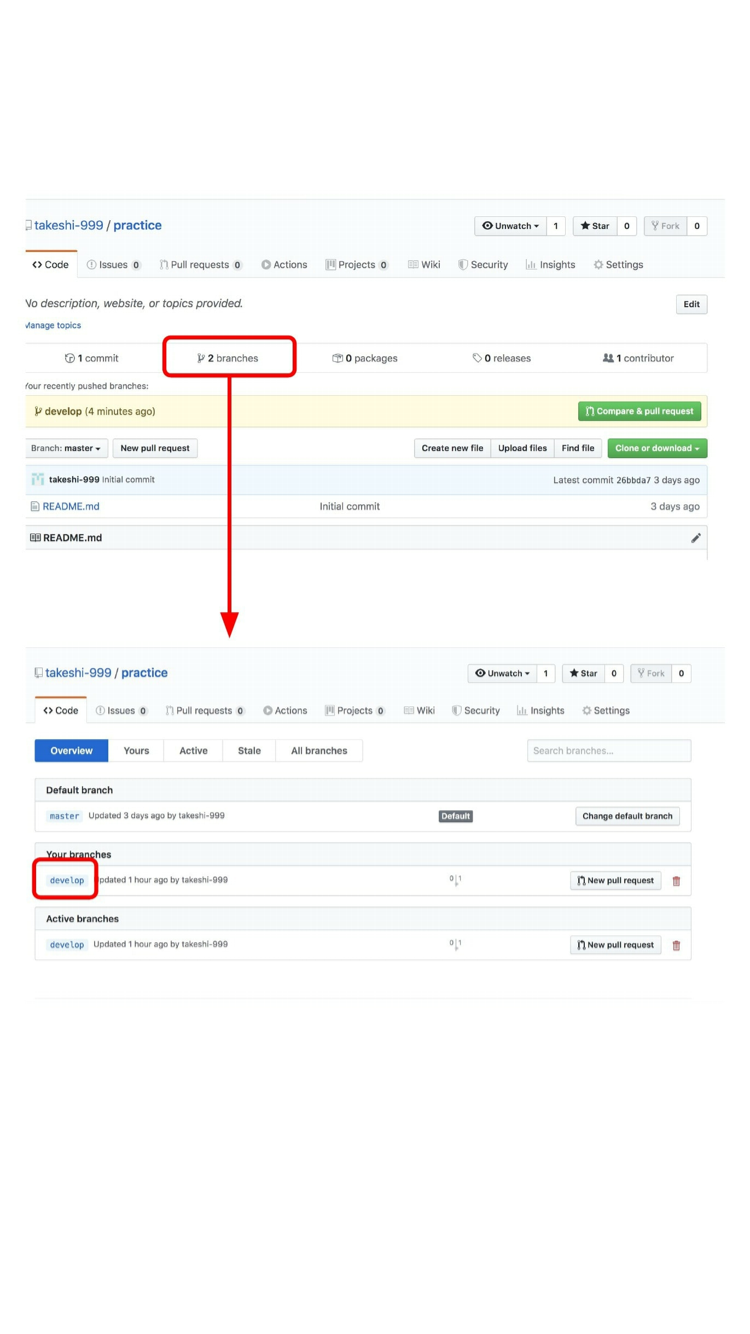 takeshi-999 / practice
Unwatch 1 Star 0 Fork 0
Code Issues 0 Pull requests 0 Actions Projects 0 Wiki Security Insights Settings
No description, website, or topics provided. Edit
Manage topics
1 commit 2 branches 0 packages 0 releases 1 contributor
Your recently pushed branches:
develop (4 minutes ago) Compare & pull request
Branch: master New pull request Create new file Upload files Find file Clone or download
takeshi-999 Initial commit Latest commit 26bbda7 3 days ago
README.md Initial commit 3 days ago
README.md
takeshi-999 / practice
Unwatch 1 Star 0 Fork 0
Code Issues 0 Pull requests 0 Actions Projects 0 Wiki Security Insights Settings
Overview Yours Active Stale All branches Search branches...
Default branch
master Updated 3 days ago by takeshi-999 Default Change default branch
Your branches
develop Updated 1 hour ago by takeshi-999 0|1 New pull request
Active branches
develop Updated 1 hour ago by takeshi-999 0|1 New pull request